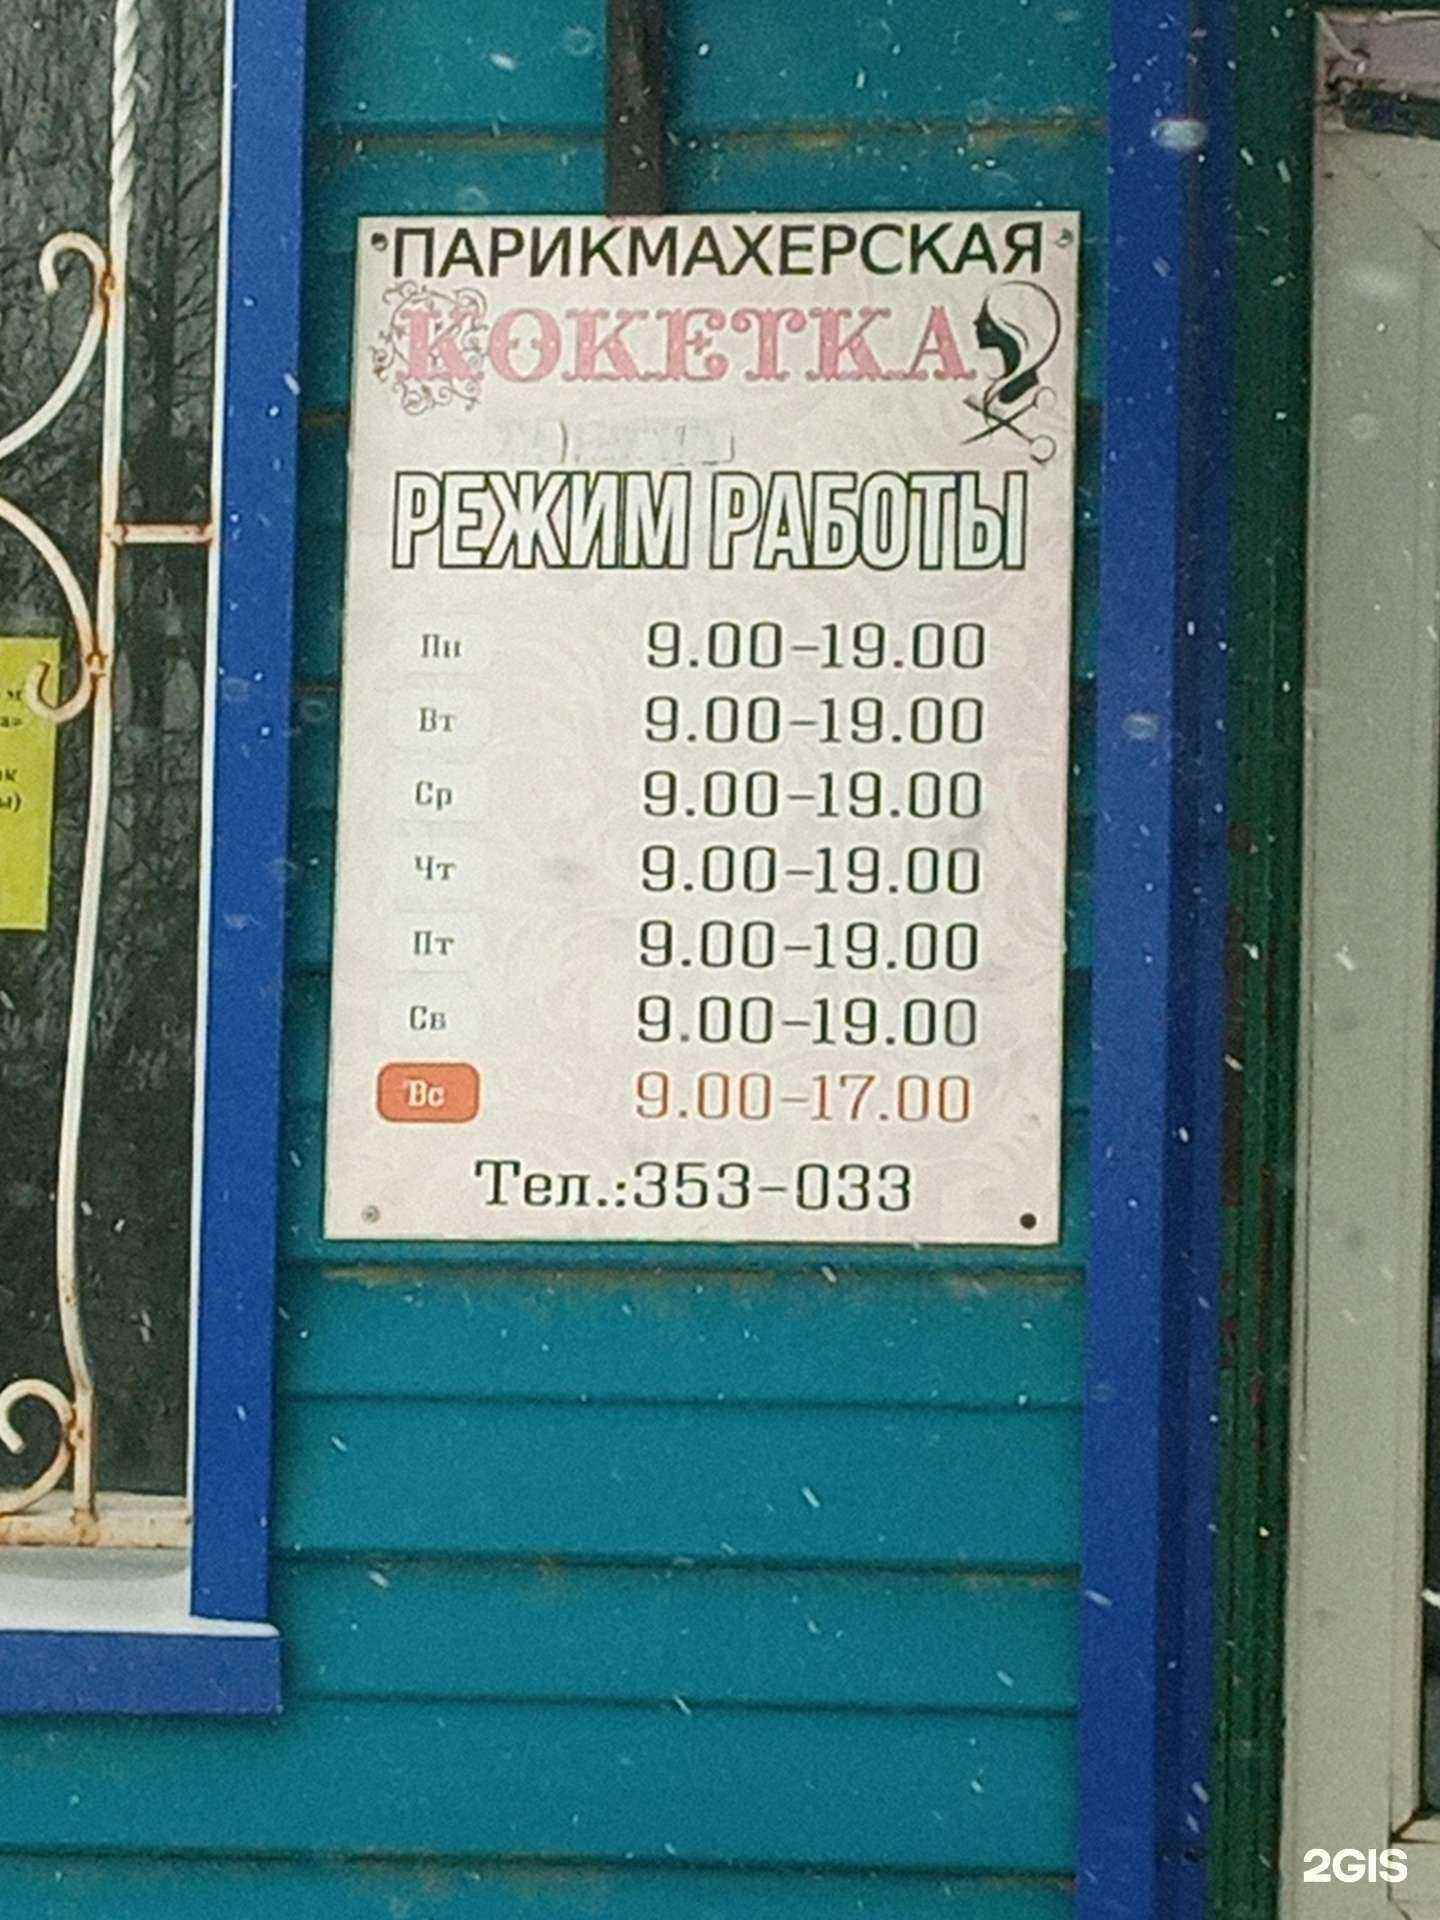 ПАРИКМАХЕРСКАЯ
КОКЕТКА
РЕЖИМ РАБОТЫ
Пн 9.00-19.00
Вт 9.00-19.00
Ср 9.00-19.00
Чт 9.00-19.00
Пт 9.00-19.00
Сб 9.00-19.00
Вс 9.00-17.00
Тел.:353-033
2GIS